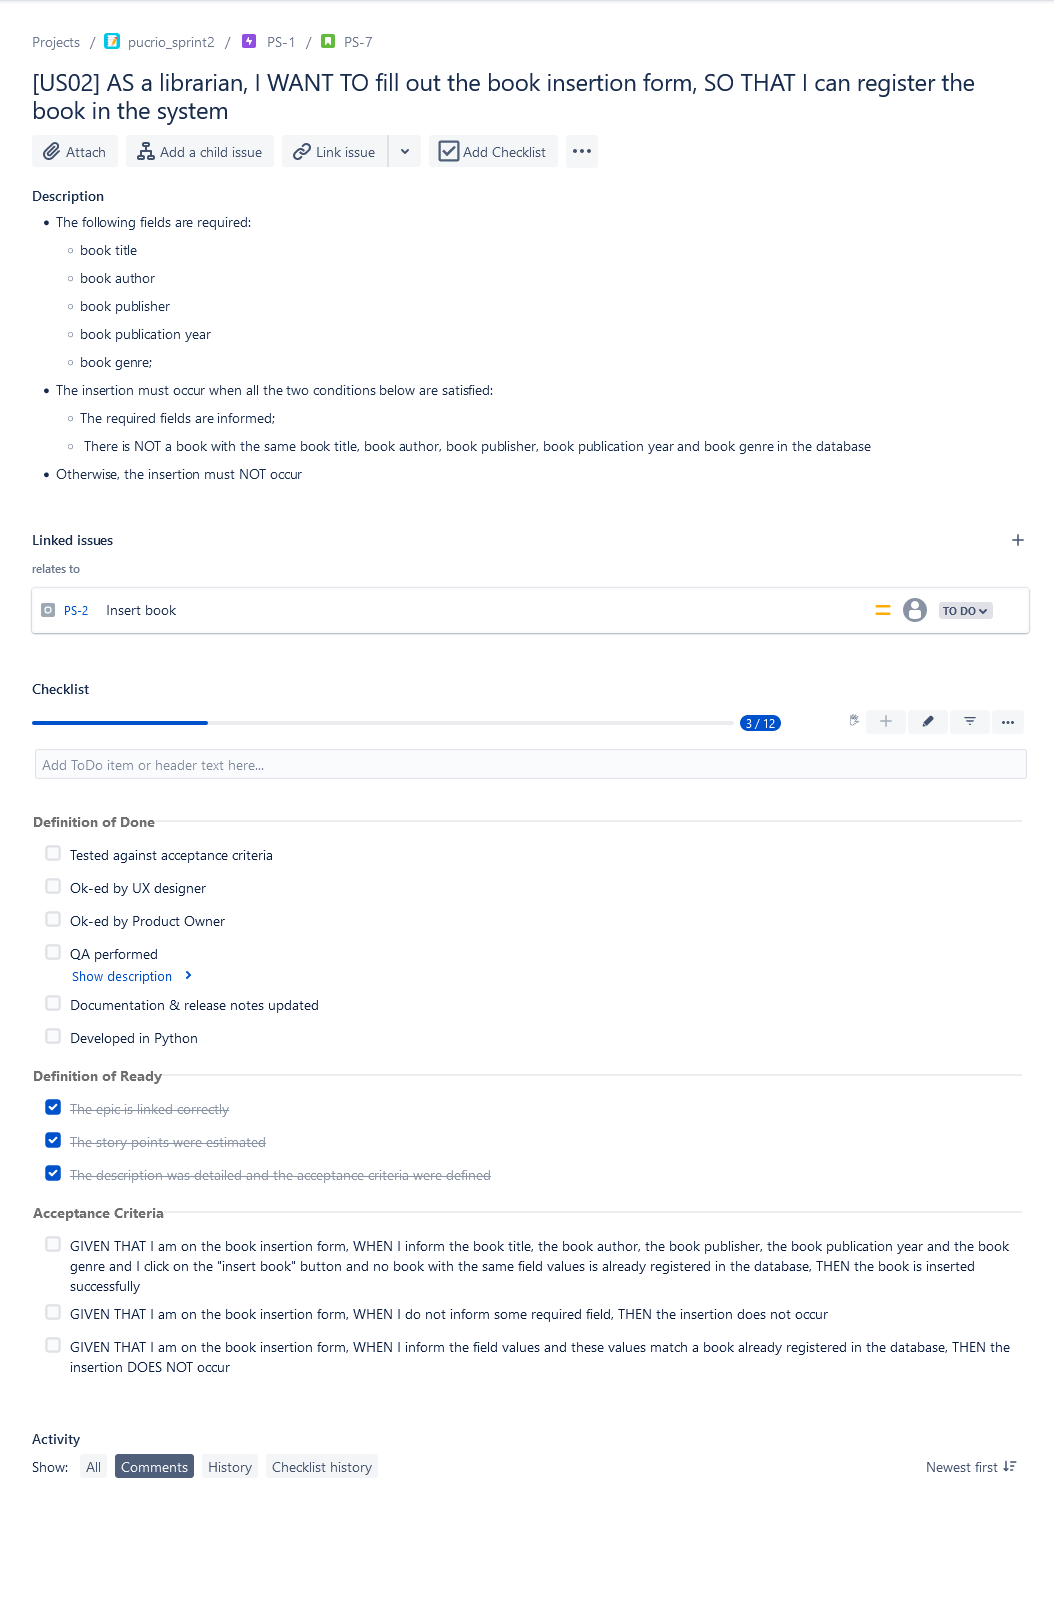 Projects / pucrio_sprint2 / PS-1 / PS-7
[US02] AS a librarian, I WANT TO fill out the book insertion form, SO THAT I can register the
book in the system
Attach Add a child issue Link issue Add Checklist
Description
The following fields are required:
book title
book author
book publisher
book publication year
book genre;
The insertion must occur when all the two conditions below are satisfied:
The required fields are informed;
There is NOT a book with the same book title, book author, book publisher, book publication year and book genre in the database
Otherwise, the insertion must NOT occur
Linked issues
relates to
PS-2 Insert book TO DO
Checklist
3 / 12
Add ToDo item or header text here...
Definition of Done
Tested against acceptance criteria
Ok-ed by UX designer
Ok-ed by Product Owner
QA performed
Show description
Documentation & release notes updated
Developed in Python
Definition of Ready
The epic is linked correctly
The story points were estimated
The description was detailed and the acceptance criteria were defined
Acceptance Criteria
GIVEN THAT I am on the book insertion form, WHEN I inform the book title, the book author, the book publisher, the book publication year and the book
genre and I click on the "insert book" button and no book with the same field values is already registered in the database, THEN the book is inserted
successfully
GIVEN THAT I am on the book insertion form, WHEN I do not inform some required field, THEN the insertion does not occur
GIVEN THAT I am on the book insertion form, WHEN I inform the field values and these values match a book already registered in the database, THEN the
insertion DOES NOT occur
Activity
Show: All Comments History Checklist history Newest first